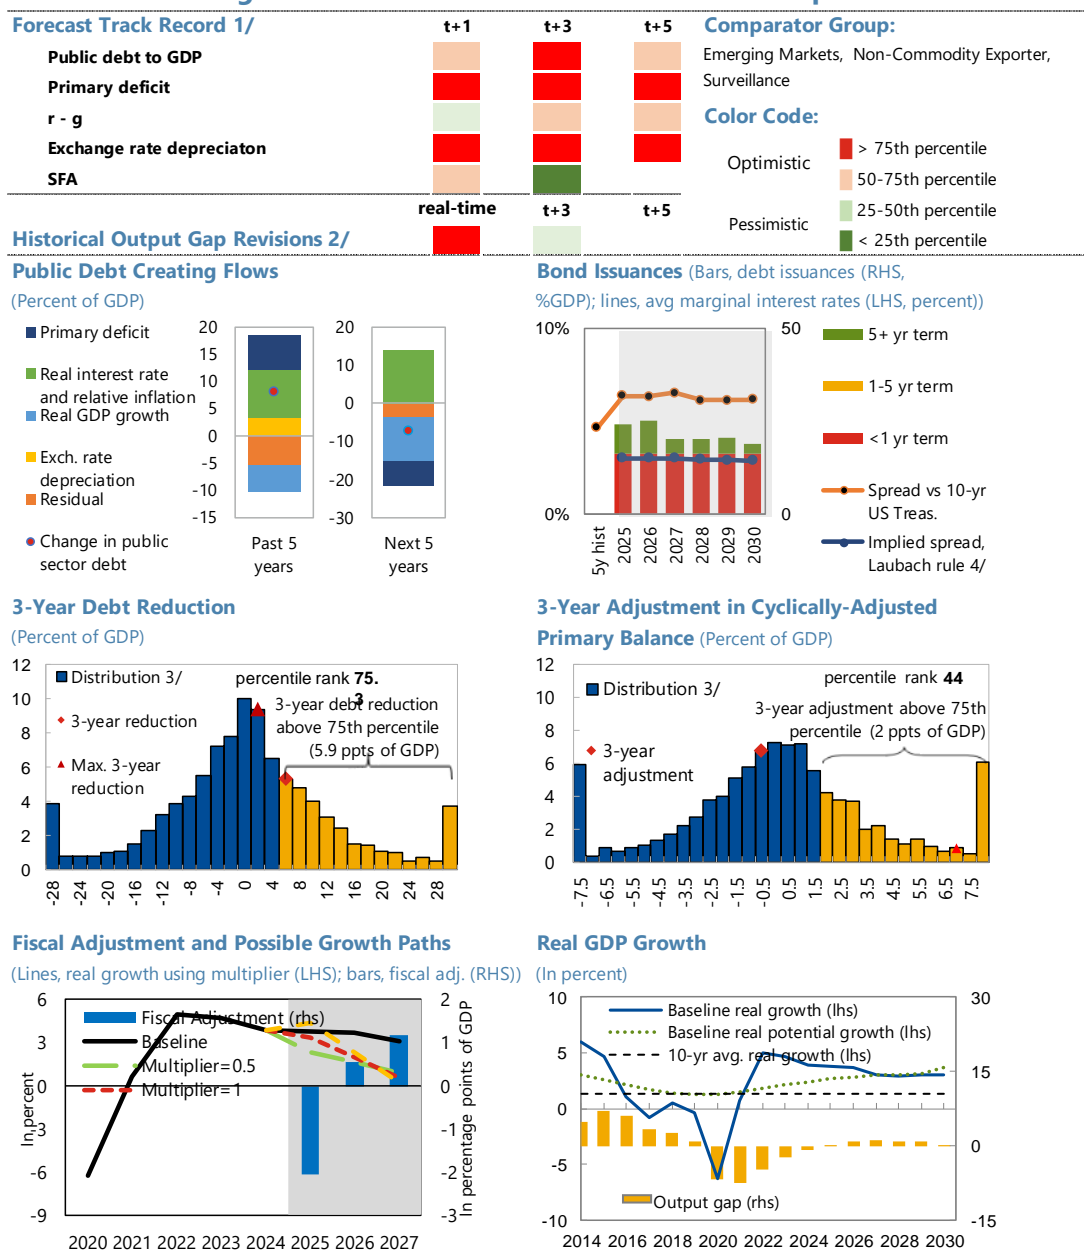 Forecast Track Record 1/ t+1 t+3 t+5
Public debt to GDP
Primary deficit
r - g
Exchange rate depreciaton
SFA
real-time t+3 t+5
Historical Output Gap Revisions 2/
Comparator Group:
Emerging Markets, Non-Commodity Exporter,
Surveillance
Color Code:
Optimistic
> 75th percentile
50-75th percentile
Pessimistic
25-50th percentile
< 25th percentile
Public Debt Creating Flows
(Percent of GDP)
Primary deficit
Real interest rate
and relative inflation
Real GDP growth
Exch. rate
depreciation
Residual
Change in public
sector debt
20
15
10
5
0
-5
-10
-15
Past 5
years
20
10
0
-10
-20
-30
Next 5
years
Bond Issuances (Bars, debt issuances (RHS,
%GDP); lines, avg marginal interest rates (LHS, percent))
10%
0%
50
0
5y hist 2025 2026 2027 2028 2029 2030
5+ yr term
1-5 yr term
<1 yr term
Spread vs 10-yr
US Treas.
Implied spread,
Laubach rule 4/
3-Year Debt Reduction
(Percent of GDP)
12
10
8
6
4
2
0
Distribution 3/
3-year reduction
Max. 3-year
reduction
percentile rank 75.
3
3-year debt reduction
above 75th percentile
(5.9 ppts of GDP)
-28 -24 -20 -16 -12 -8 -4 0 4 8 12 16 20 24 28
3-Year Adjustment in Cyclically-Adjusted
Primary Balance (Percent of GDP)
12
10
8
6
4
2
0
Distribution 3/
3-year
adjustment
percentile rank 44
3-year adjustment above 75th
percentile (2 ppts of GDP)
-7.5 -6.5 -5.5 -4.5 -3.5 -2.5 -1.5 -0.5 0.5 1.5 2.5 3.5 4.5 5.5 6.5 7.5
Fiscal Adjustment and Possible Growth Paths
(Lines, real growth using multiplier (LHS); bars, fiscal adj. (RHS))
In percent
6
3
0
-3
-6
-9
Fiscal Adjustment (rhs)
Baseline
Multiplier=0.5
Multiplier=1
2
1
0
-1
-2
-3
In percentage points of GDP
2020 2021 2022 2023 2024 2025 2026 2027
Real GDP Growth
(In percent)
10
5
0
-5
-10
Baseline real growth (lhs)
Baseline real potential growth (lhs)
10-yr avg. real growth (lhs)
Output gap (rhs)
30
15
0
-15
2014 2016 2018 2020 2022 2024 2026 2028 2030